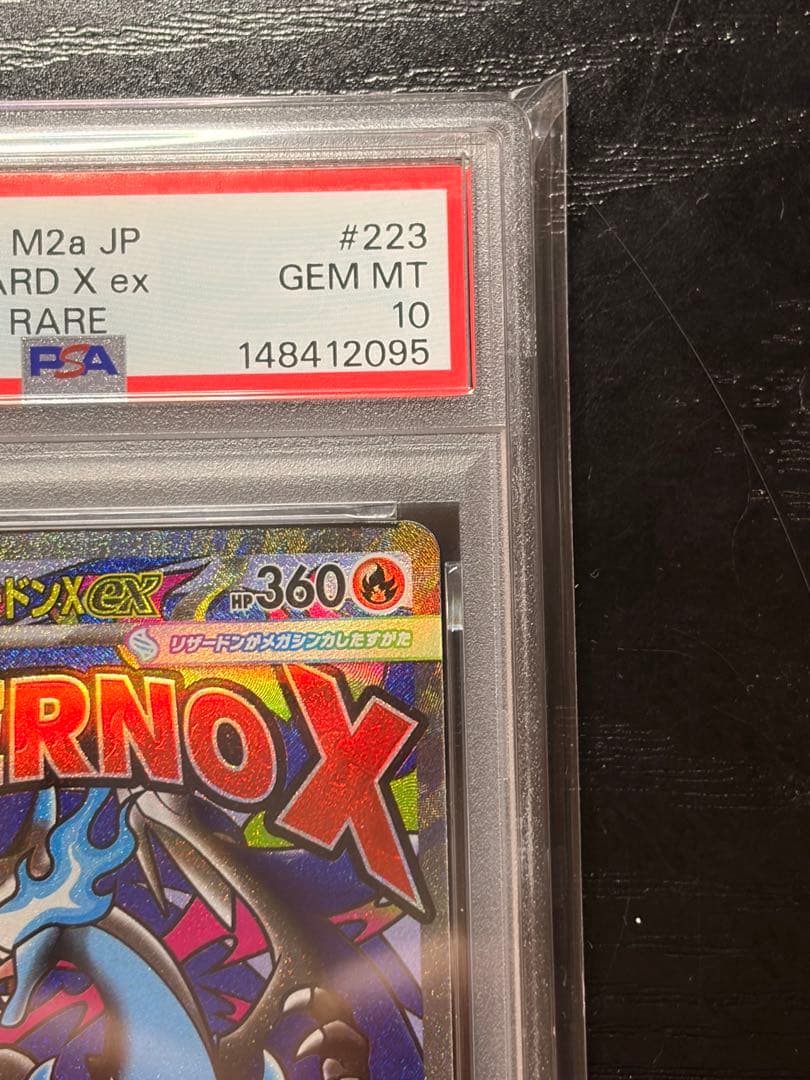 M2a JP #223
ARD X ex GEM MT
RARE 10
PSA 148412095
ードンXex HP360
リザードンがメガシンカしたすがた
ERNO X